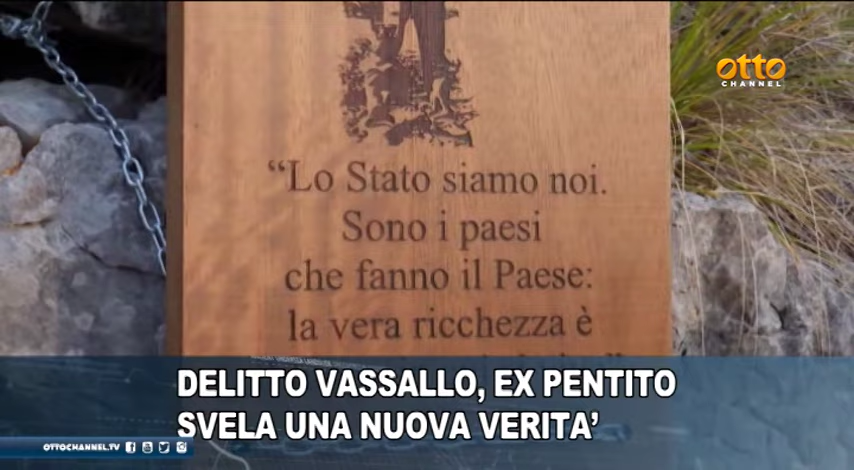 otto
CHANNEL
“Lo Stato siamo noi.
Sono i paesi
che fanno il Paese:
la vera ricchezza è
DELITTO VASSALLO, EX PENTITO
SVELA UNA NUOVA VERITA’
OTTOCHANNEL.TV